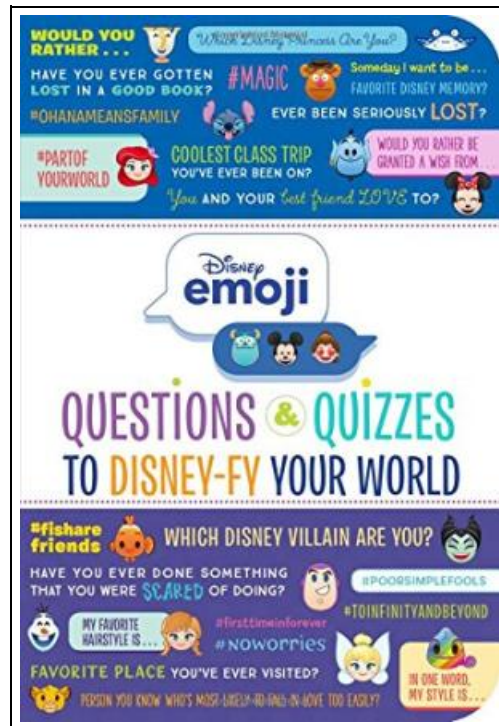 WOULD YOU
RATHER...
Which Disney Princess Are You?
HAVE YOU EVER GOTTEN
LOST IN A GOOD BOOK?
#MAGIC
Someday I want to be...
FAVORITE DISNEY MEMORY?
#OHANAMEANSFAMILY
EVER BEEN SERIOUSLY LOST?
#PARTOF
YOURWORLD
COOLEST CLASS TRIP
YOU'VE EVER BEEN ON?
WOULD YOU RATHER BE
GRANTED A WISH FROM...
You AND YOUR best friend LOVE TO?
Disney
emoji
QUESTIONS & QUIZZES
TO DISNEY-FY YOUR WORLD
#fishare
friends
WHICH DISNEY VILLAIN ARE YOU?
HAVE YOU EVER DONE SOMETHING
THAT YOU WERE SCARED OF DOING?
#POORSIMPLEFOOLS
#TOINFINITYANDBEYOND
MY FAVORITE
HAIRSTYLE IS...
#firsttimeinforever
#NOWORRIES
FAVORITE PLACE YOU'VE EVER VISITED?
IN ONE WORD,
MY STYLE IS...
PERSON YOU KNOW WHO'S MOST LIKELY TO FALL IN LOVE TOO EASILY?